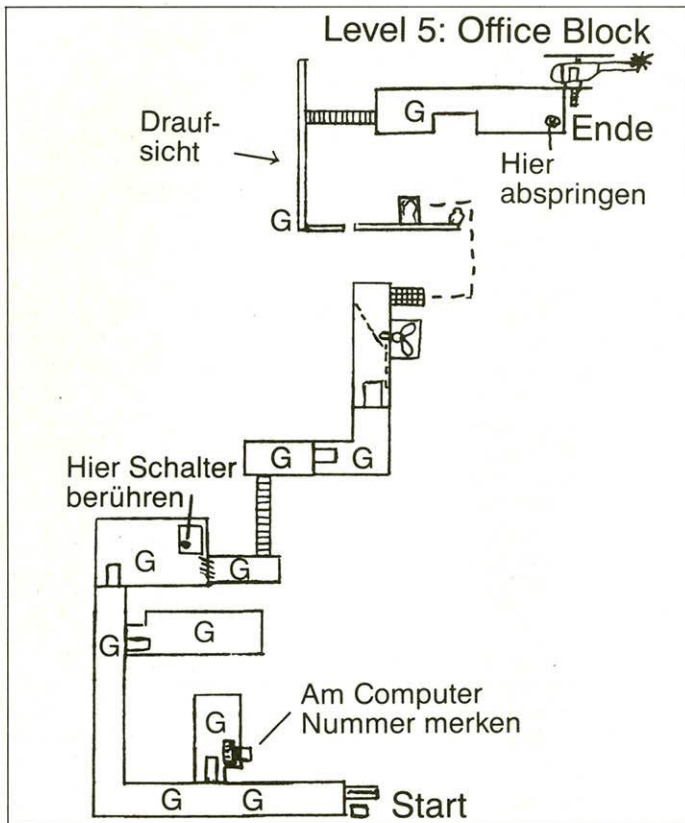 Level 5: Office Block
G
Drauf-
sicht
Ende
Hier
abspringen
G
G
G
Hier Schalter
berühren
G
G
G
G
Am Computer
Nummer merken
G
G
G
Start